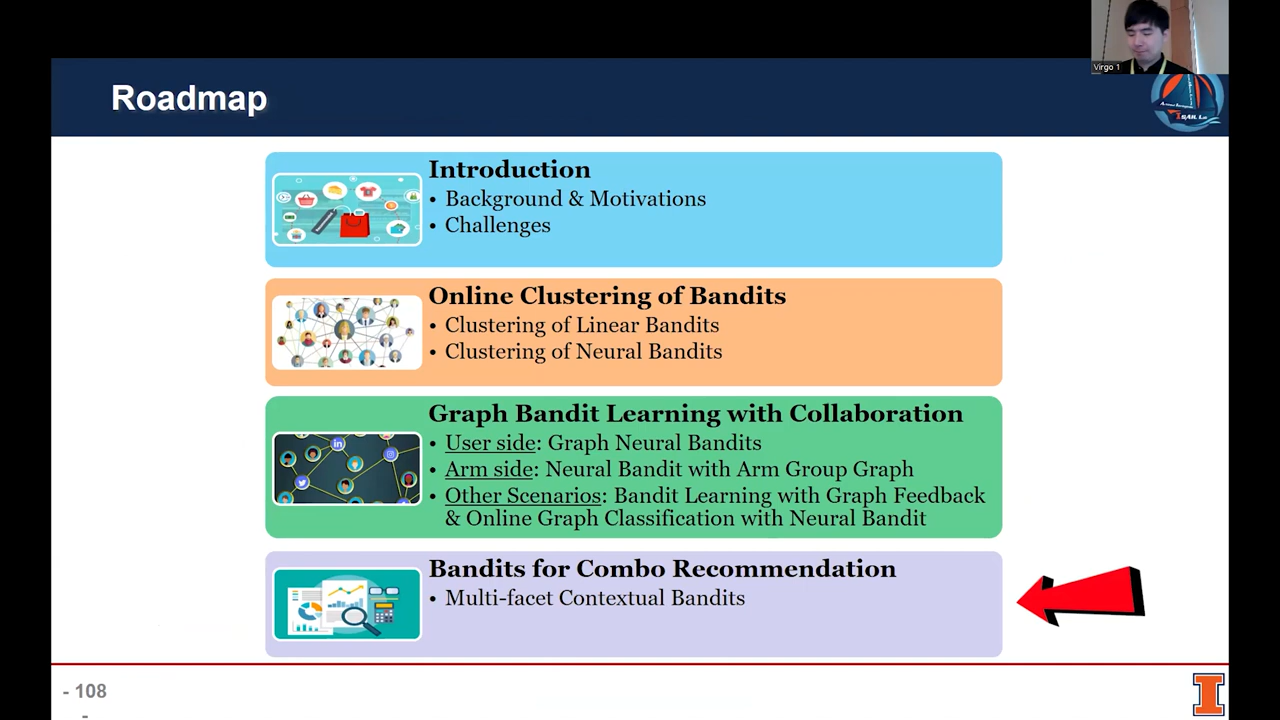 Virgo 1
Roadmap
Introduction
• Background & Motivations
• Challenges
Online Clustering of Bandits
• Clustering of Linear Bandits
• Clustering of Neural Bandits
Graph Bandit Learning with Collaboration
• User side: Graph Neural Bandits
• Arm side: Neural Bandit with Arm Group Graph
• Other Scenarios: Bandit Learning with Graph Feedback
& Online Graph Classification with Neural Bandit
Bandits for Combo Recommendation
• Multi-facet Contextual Bandits
- 108
-